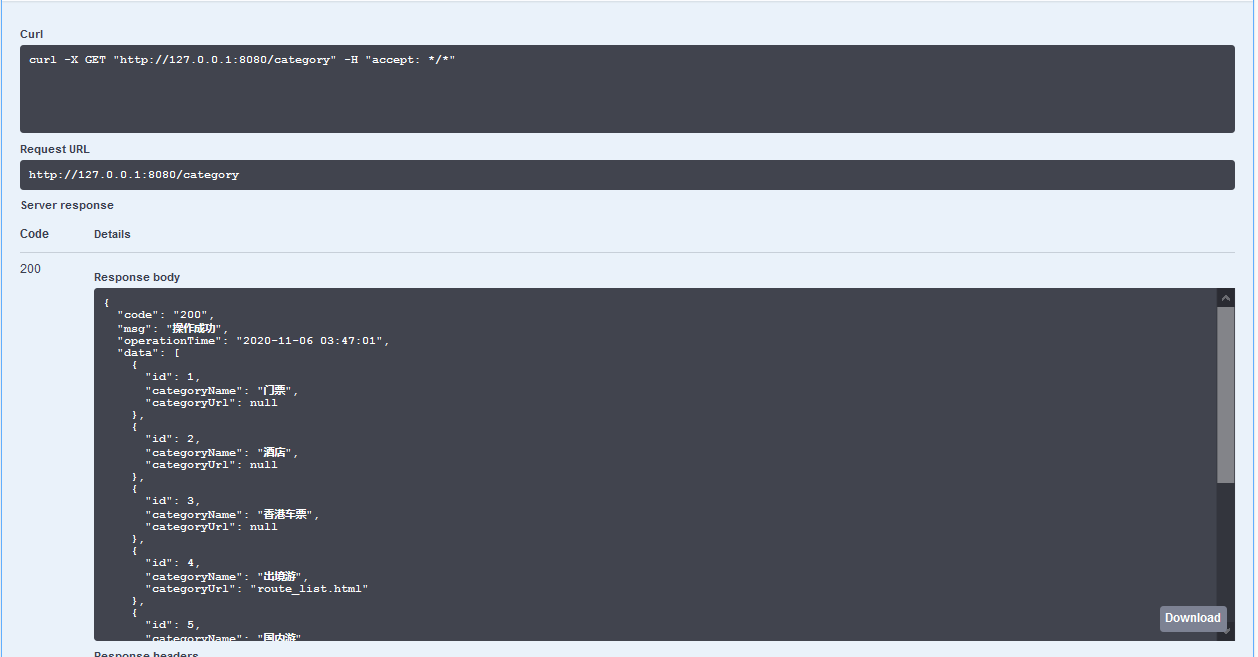 Curl
curl -X GET "http://127.0.0.1:8080/category" -H "accept: */*"
Request URL
http://127.0.0.1:8080/category
Server response
Code Details
200
Response body
{
"code": "200",
"msg": "操作成功",
"operationTime": "2020-11-06 03:47:01",
"data": [
{
"id": 1,
"categoryName": "门票",
"categoryUrl": null
},
{
"id": 2,
"categoryName": "酒店",
"categoryUrl": null
},
{
"id": 3,
"categoryName": "香港车票",
"categoryUrl": null
},
{
"id": 4,
"categoryName": "出境游",
"categoryUrl": "route_list.html"
},
{
"id": 5,
"categoryName": "国内游"
Download
Response headers